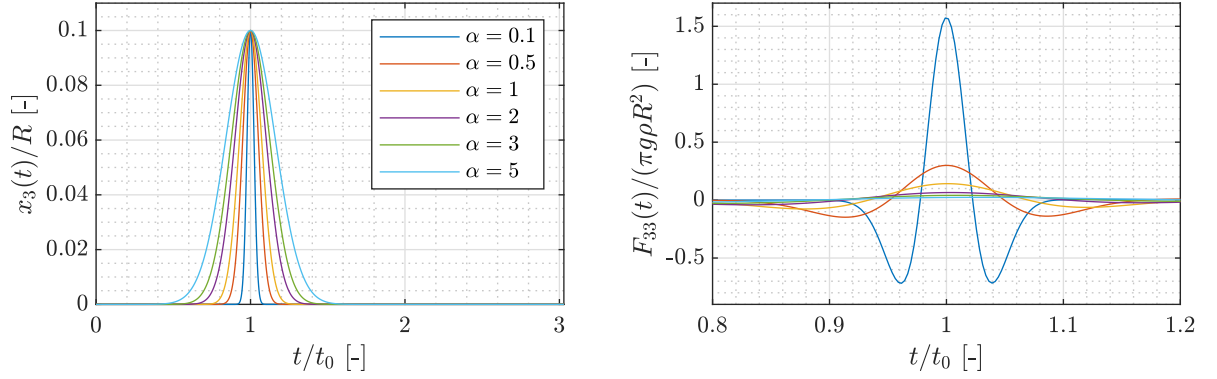 0.1
0.08
0.06
0.04
0.02
0
x₃(t)/R [-]
α = 0.1
α = 0.5
α = 1
α = 2
α = 3
α = 5
0 1 2 3
t/t₀ [-]
1.5
1
0.5
0
-0.5
F₃₃(t)/(πgρR²) [-]
0.8 0.9 1 1.1 1.2
t/t₀ [-]